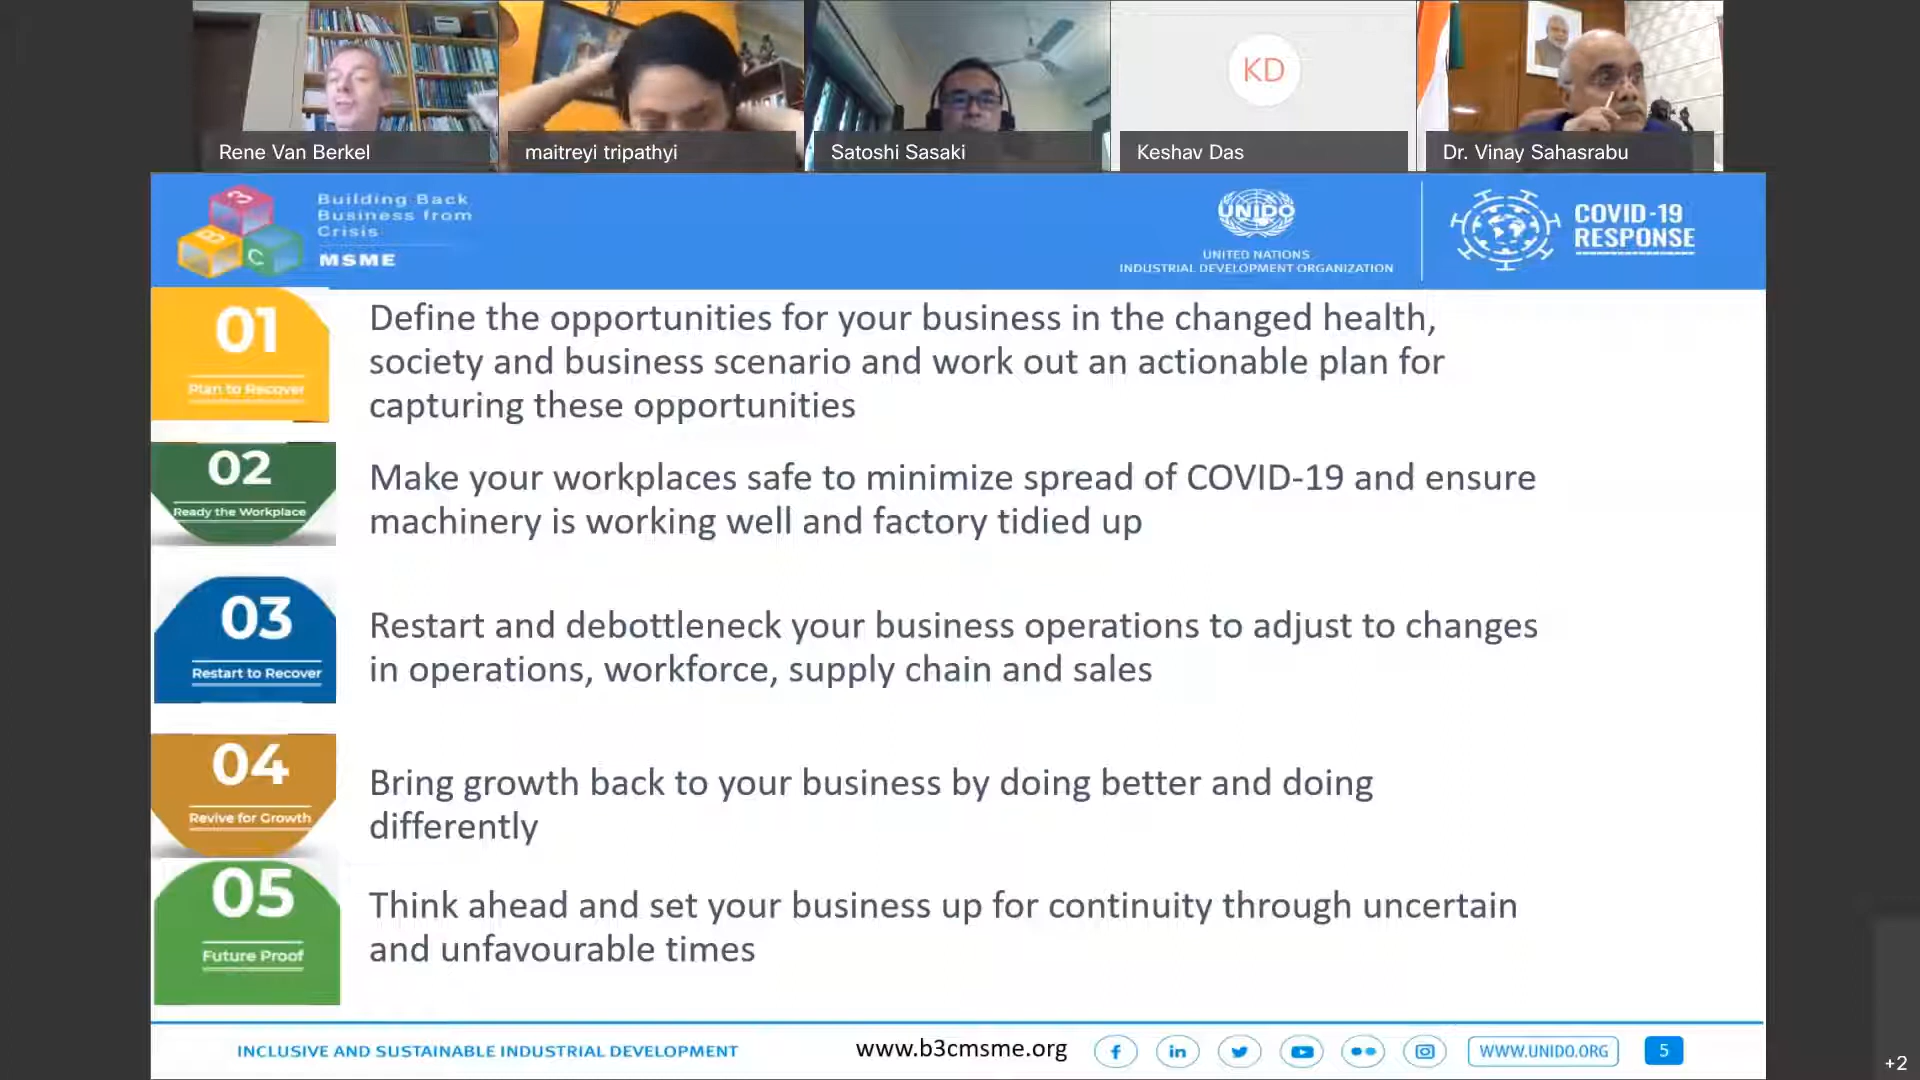 KD
Rene Van Berkel
maitreyi tripathyi
Satoshi Sasaki
Keshav Das
Dr. Vinay Sahasrabu
B
3
C
Building Back
Business from
Crisis
MSME
UNIDO
UNITED NATIONS
INDUSTRIAL DEVELOPMENT ORGANIZATION
COVID-19
RESPONSE
01
Plan to Recover
Define the opportunities for your business in the changed health,
society and business scenario and work out an actionable plan for
capturing these opportunities
02
Ready the Workplace
Make your workplaces safe to minimize spread of COVID-19 and ensure
machinery is working well and factory tidied up
03
Restart to Recover
Restart and debottleneck your business operations to adjust to changes
in operations, workforce, supply chain and sales
04
Revive for Growth
Bring growth back to your business by doing better and doing
differently
05
Future Proof
Think ahead and set your business up for continuity through uncertain
and unfavourable times
INCLUSIVE AND SUSTAINABLE INDUSTRIAL DEVELOPMENT
www.b3cmsme.org
WWW.UNIDO.ORG
5
+2